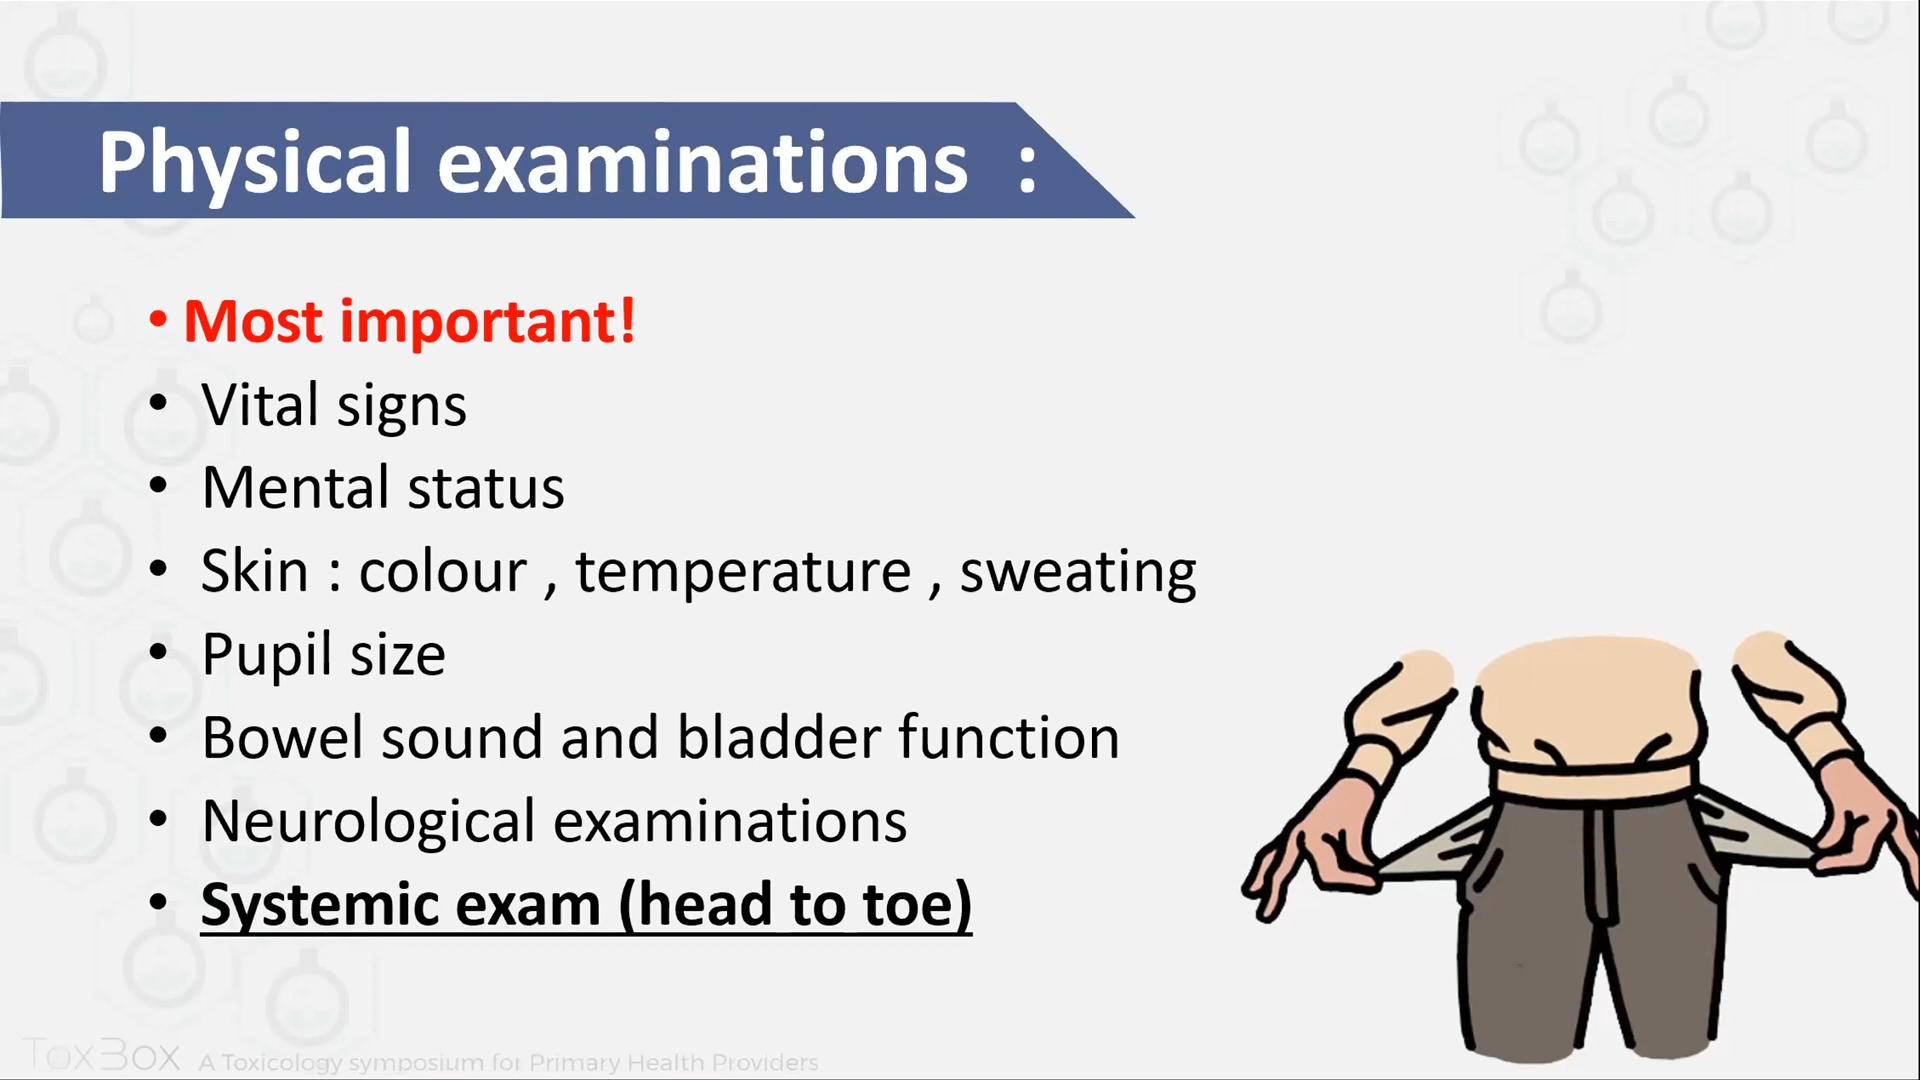 Physical examinations :
• Most important!
• Vital signs
• Mental status
• Skin : colour , temperature , sweating
• Pupil size
• Bowel sound and bladder function
• Neurological examinations
• Systemic exam (head to toe)
ToxBox A Toxicology symposium for Primary Health Providers